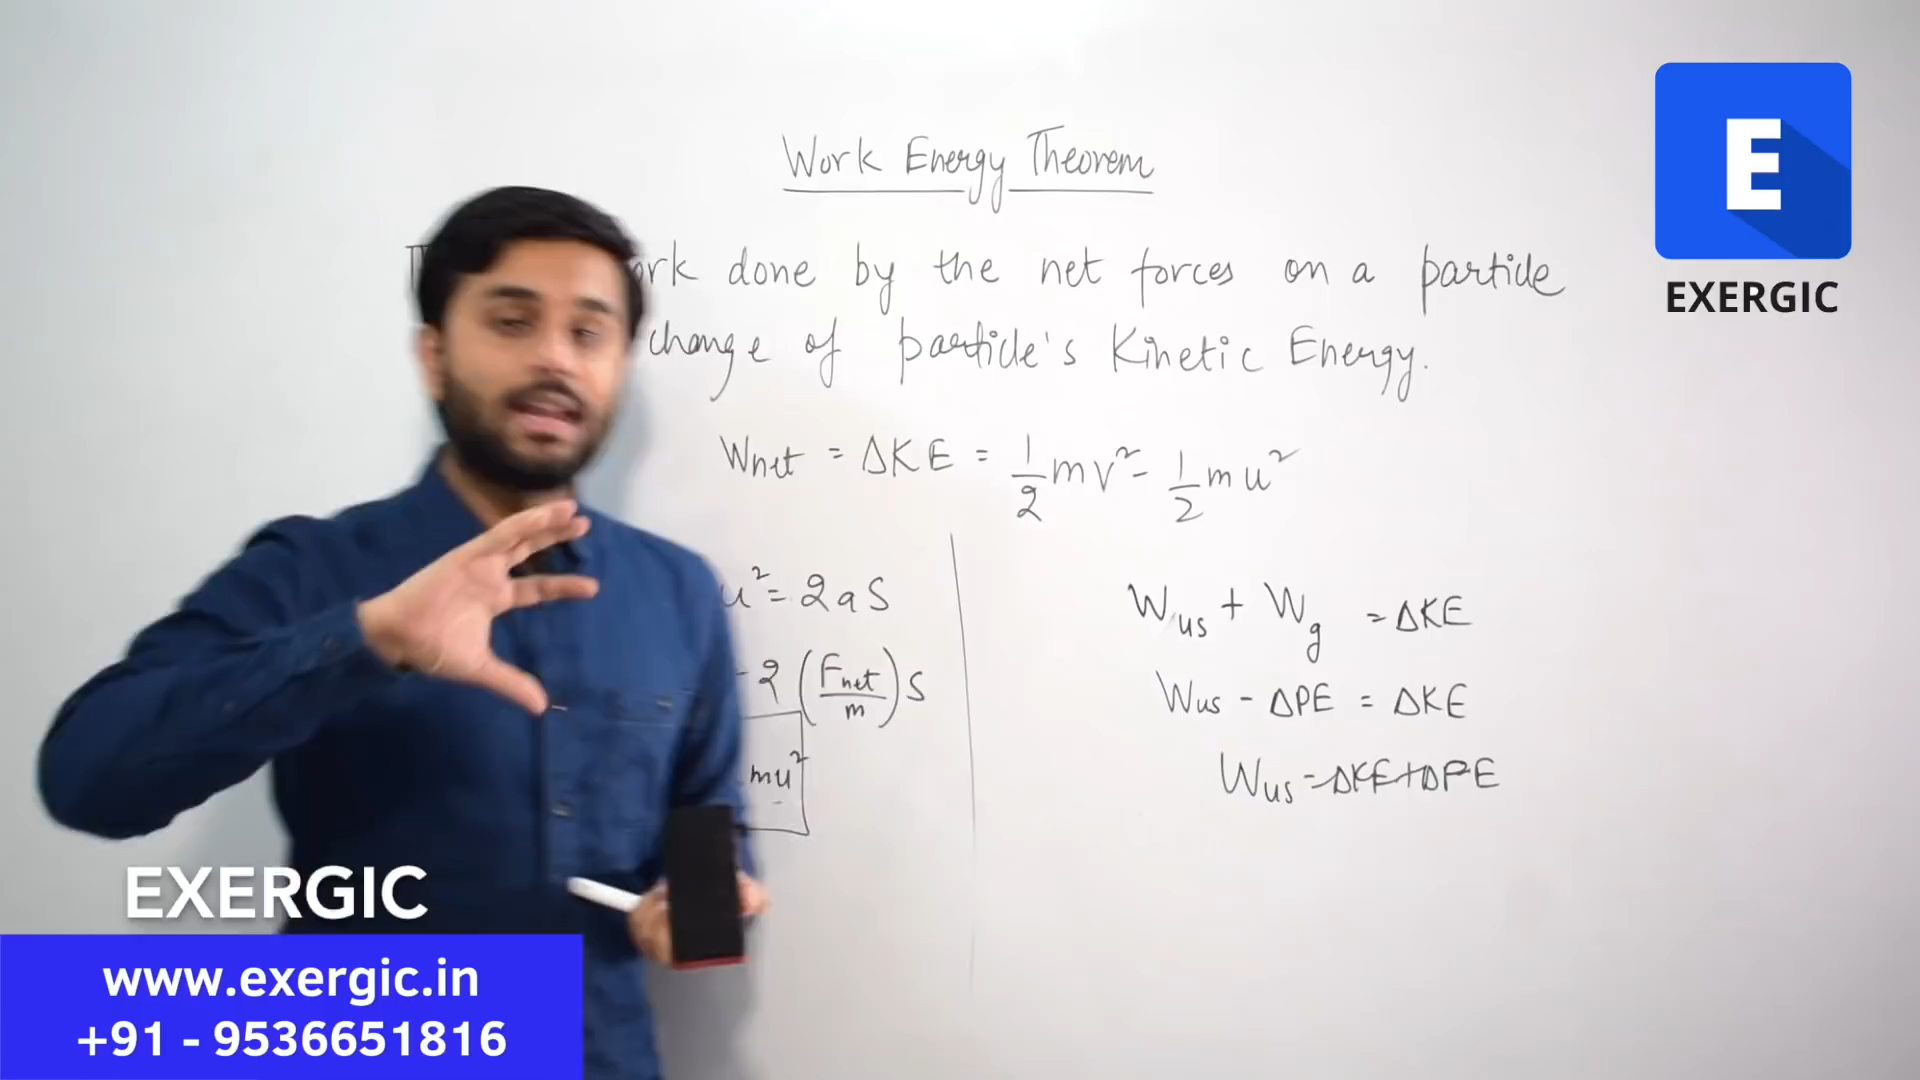 Work Energy Theorem
E
EXERGIC
done by the net forces on a particle
change of particle's Kinetic Energy.
Wnet = ΔKE = 1/2 mv² - 1/2 mu²
u² = 2aS
2 (Fnet/m) S
mu²
Wus + Wg = ΔKE
Wus - ΔPE = ΔKE
Wus = ΔKE + ΔPE
EXERGIC
www.exergic.in
+91 - 9536651816